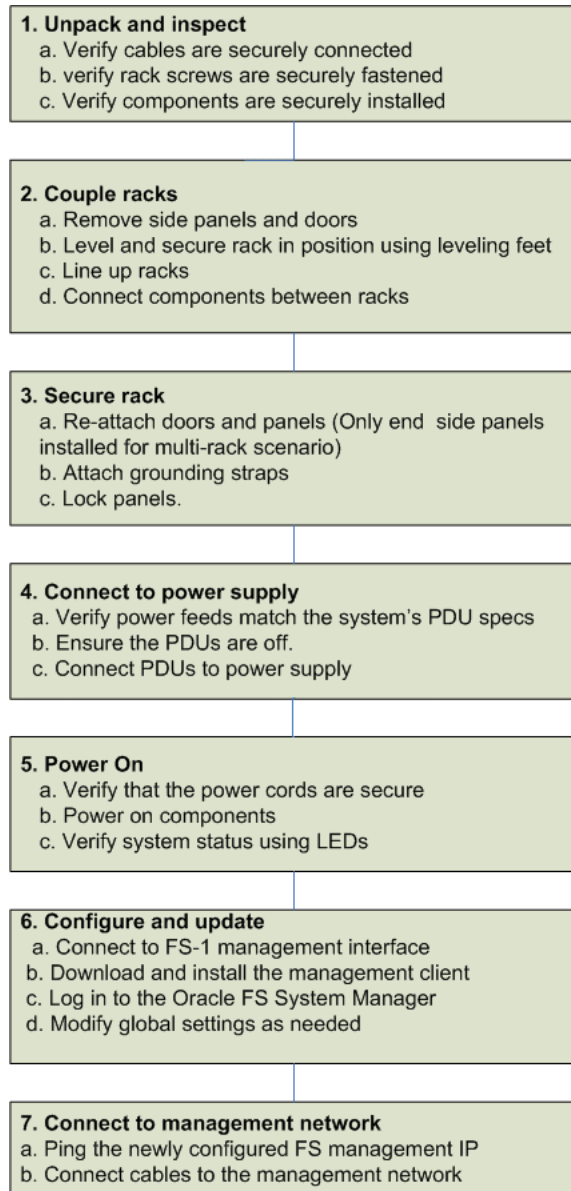 1. Unpack and inspect
a. Verify cables are securely connected
b. verify rack screws are securely fastened
c. Verify components are securely installed
2. Couple racks
a. Remove side panels and doors
b. Level and secure rack in position using leveling feet
c. Line up racks
d. Connect components between racks
3. Secure rack
a. Re-attach doors and panels (Only end side panels
installed for multi-rack scenario)
b. Attach grounding straps
c. Lock panels.
4. Connect to power supply
a. Verify power feeds match the system's PDU specs
b. Ensure the PDUs are off.
c. Connect PDUs to power supply
5. Power On
a. Verify that the power cords are secure
b. Power on components
c. Verify system status using LEDs
6. Configure and update
a. Connect to FS-1 management interface
b. Download and install the management client
c. Log in to the Oracle FS System Manager
d. Modify global settings as needed
7. Connect to management network
a. Ping the newly configured FS management IP
b. Connect cables to the management network